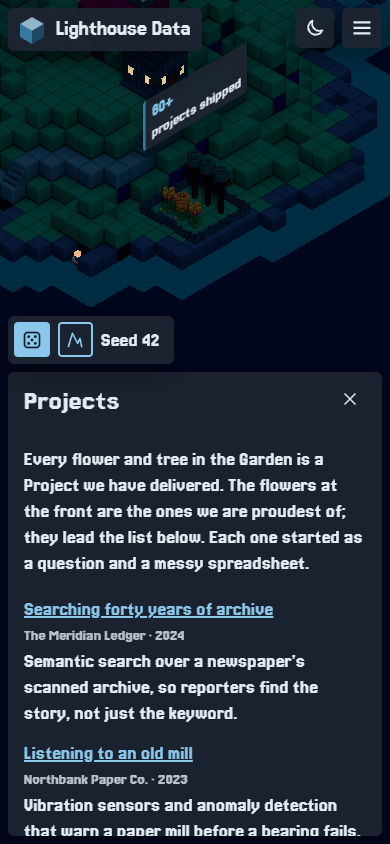 Lighthouse Data
80+
projects shipped
Seed 42
Projects
Every flower and tree in the Garden is a
Project we have delivered. The flowers at
the front are the ones we are proudest of;
they lead the list below. Each one started as
a question and a messy spreadsheet.
Searching forty years of archive
The Meridian Ledger · 2024
Semantic search over a newspaper's
scanned archive, so reporters find the
story, not just the keyword.
Listening to an old mill
Northbank Paper Co. · 2023
Vibration sensors and anomaly detection
that warn a paper mill before a bearing fails.